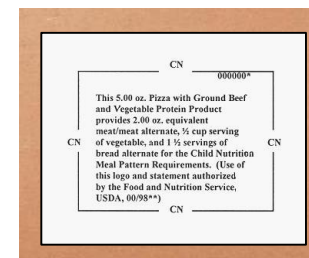 CN
000000*
This 5.00 oz. Pizza with Ground Beef
and Vegetable Protein Product
provides 2.00 oz. equivalent
meat/meat alternate, ½ cup serving
CN of vegetable, and 1 ½ servings of CN
bread alternate for the Child Nutrition
Meal Pattern Requirements. (Use of
this logo and statement authorized
by the Food and Nutrition Service,
USDA, 00/98**)
CN